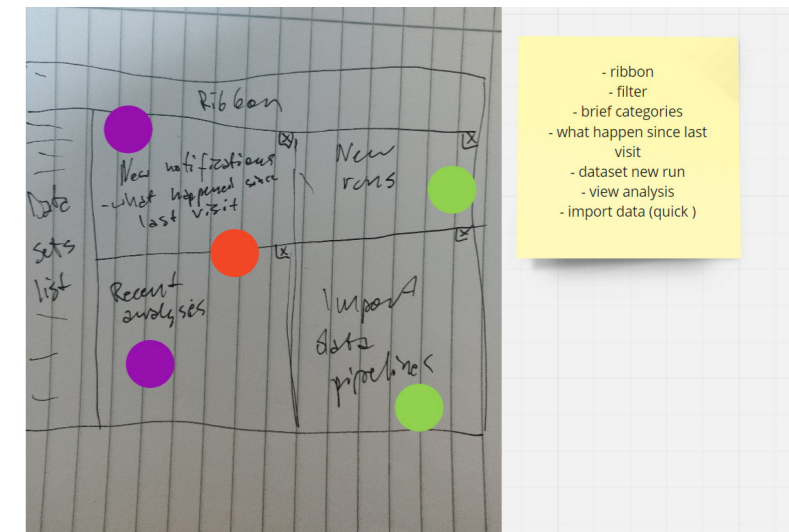 Ribbon
New notifications
- what happened since
last visit
New
runs
Data
sets
list
Recent
analyses
Import
data
pipelines
- ribbon
- filter
- brief categories
- what happen since last
visit
- dataset new run
- view analysis
- import data (quick )